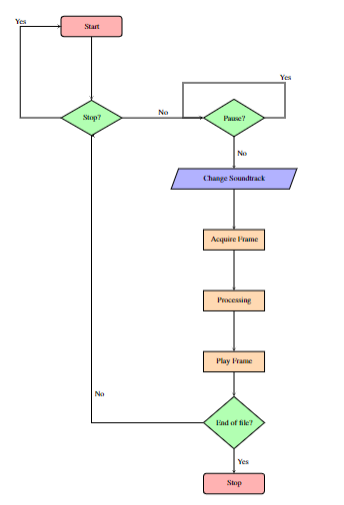 Yes
Start
Yes
Stop?
No
Pause?
No
Change Soundtrack
Acquire Frame
Processing
Play Frame
No
End of file?
Yes
Stop